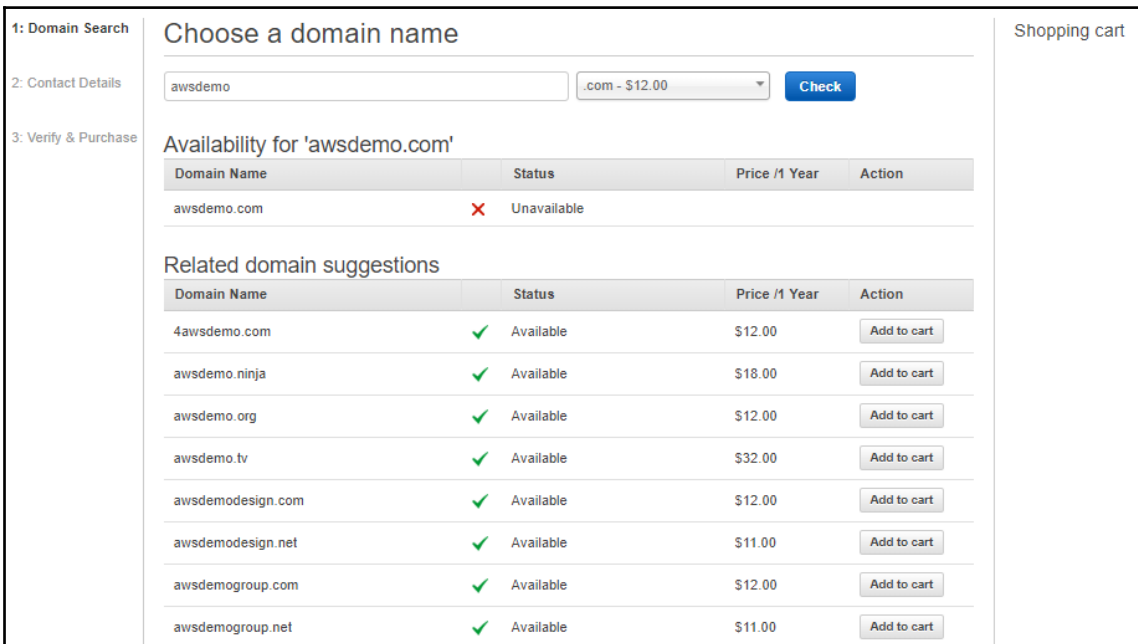 1: Domain Search
2: Contact Details
3: Verify & Purchase
Choose a domain name
awsdemo .com - $12.00 Check
Availability for 'awsdemo.com'
Domain Name Status Price /1 Year Action
awsdemo.com Unavailable
Related domain suggestions
Domain Name Status Price /1 Year Action
4awsdemo.com Available $12.00 Add to cart
awsdemo.ninja Available $18.00 Add to cart
awsdemo.org Available $12.00 Add to cart
awsdemo.tv Available $32.00 Add to cart
awsdemodesign.com Available $12.00 Add to cart
awsdemodesign.net Available $11.00 Add to cart
awsdemogroup.com Available $12.00 Add to cart
awsdemogroup.net Available $11.00 Add to cart
Shopping cart